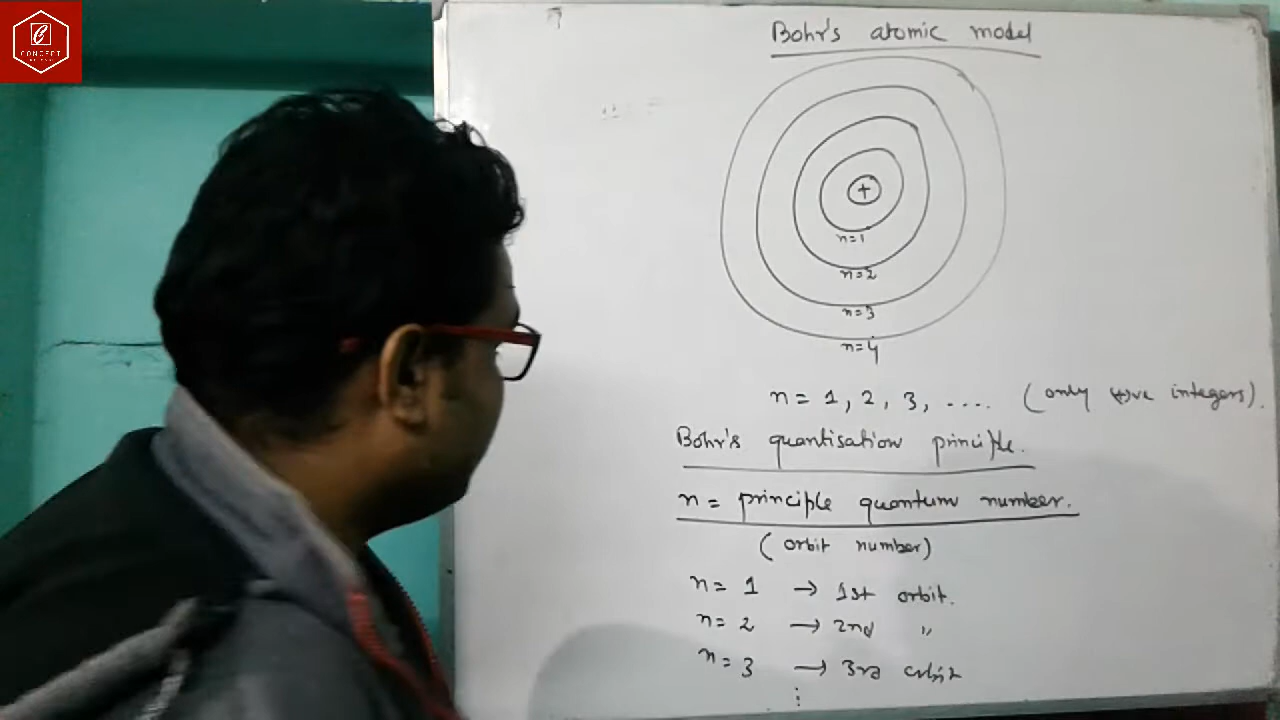 CONCEPT
Bohr's atomic model
+
n=1
n=2
n=3
n=4
n= 1, 2, 3, .... (only +ve integers).
Bohr's quantisation principle.
n= principle quantum number.
(orbit number)
n= 1 → 1st orbit.
n= 2 → 2nd "
n= 3 → 3rd orbit
⋮